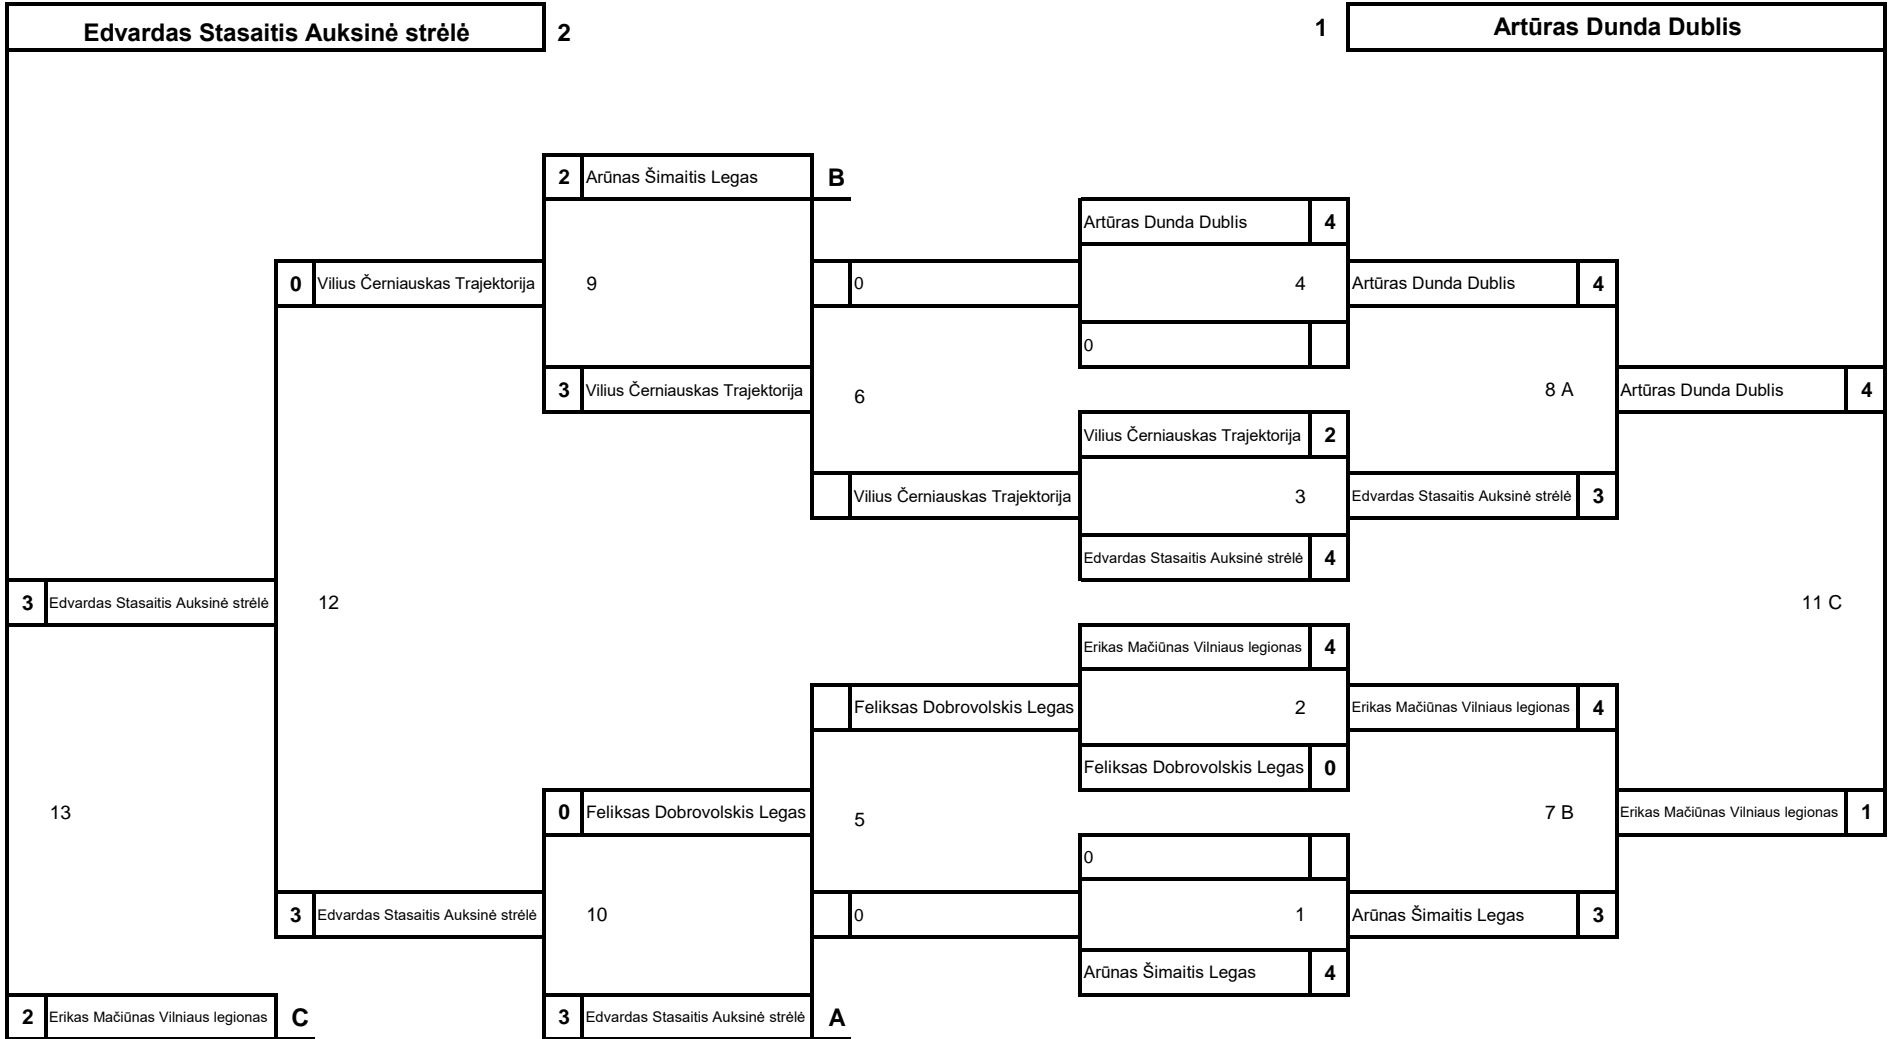 Edvardas Stasaitis Auksinė strėlė 2 1 Artūras Dunda Dublis
2 Arūnas Šimaitis Legas B
Artūras Dunda Dublis 4
0 Vilius Černiauskas Trajektorija 9 0 4 Artūras Dunda Dublis 4
0
3 Vilius Černiauskas Trajektorija 6 8 A Artūras Dunda Dublis 4
Vilius Černiauskas Trajektorija 2
Vilius Černiauskas Trajektorija 3 Edvardas Stasaitis Auksinė strėlė 3
Edvardas Stasaitis Auksinė strėlė 4
3 Edvardas Stasaitis Auksinė strėlė 12 11 C
Erikas Mačiūnas Vilniaus legionas 4
Feliksas Dobrovolskis Legas 2 Erikas Mačiūnas Vilniaus legionas 4
Feliksas Dobrovolskis Legas 0
13 0 Feliksas Dobrovolskis Legas 5 7 B Erikas Mačiūnas Vilniaus legionas 1
0
3 Edvardas Stasaitis Auksinė strėlė 10 0 1 Arūnas Šimaitis Legas 3
Arūnas Šimaitis Legas 4
2 Erikas Mačiūnas Vilniaus legionas C 3 Edvardas Stasaitis Auksinė strėlė A